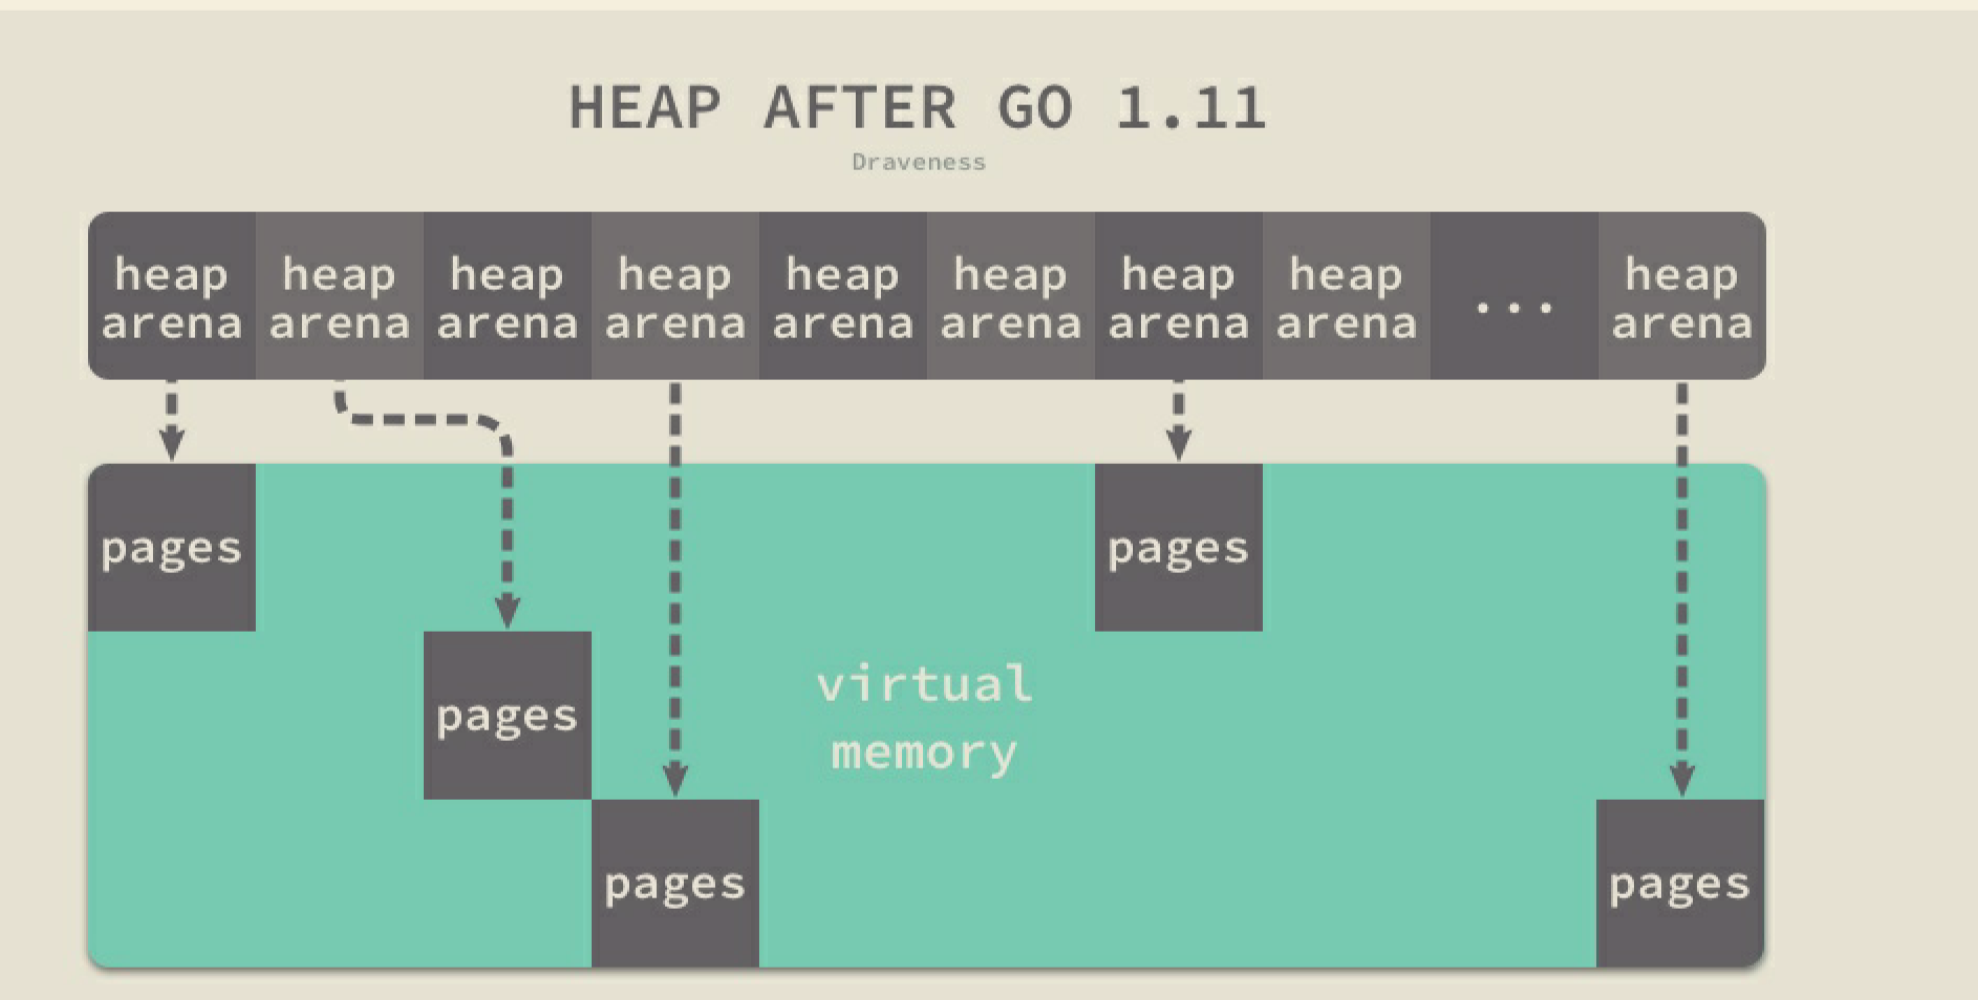 HEAP AFTER GO 1.11
Draveness
heap
arena
heap
arena
heap
arena
heap
arena
heap
arena
heap
arena
heap
arena
heap
arena
...
heap
arena
pages
pages
pages
virtual
memory
pages
pages